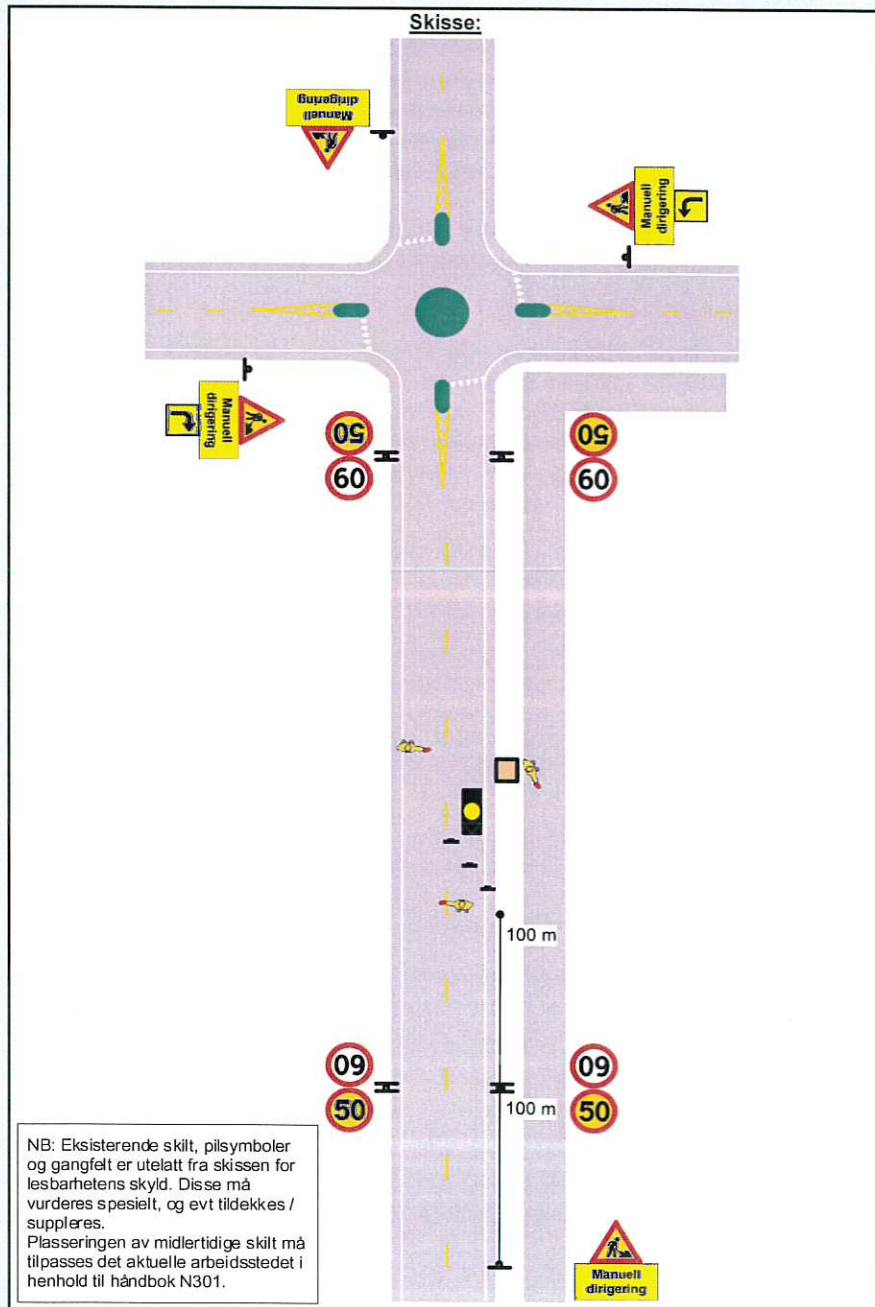 Skisse:
Manuell
dirigering
Manuell
dirigering
Manuell
dirigering
50
60
50
60
100 m
60
50
60
50
100 m
NB: Eksisterende skilt, pilsymboler
og gangfelt er utelatt fra skissen for
lesbarhetens skyld. Disse må
vurderes spesielt, og evt tildekkes /
suppleres.
Plasseringen av midlertidige skilt må
tilpasses det aktuelle arbeidsstedet i
henhold til håndbok N301.
Manuell
dirigering